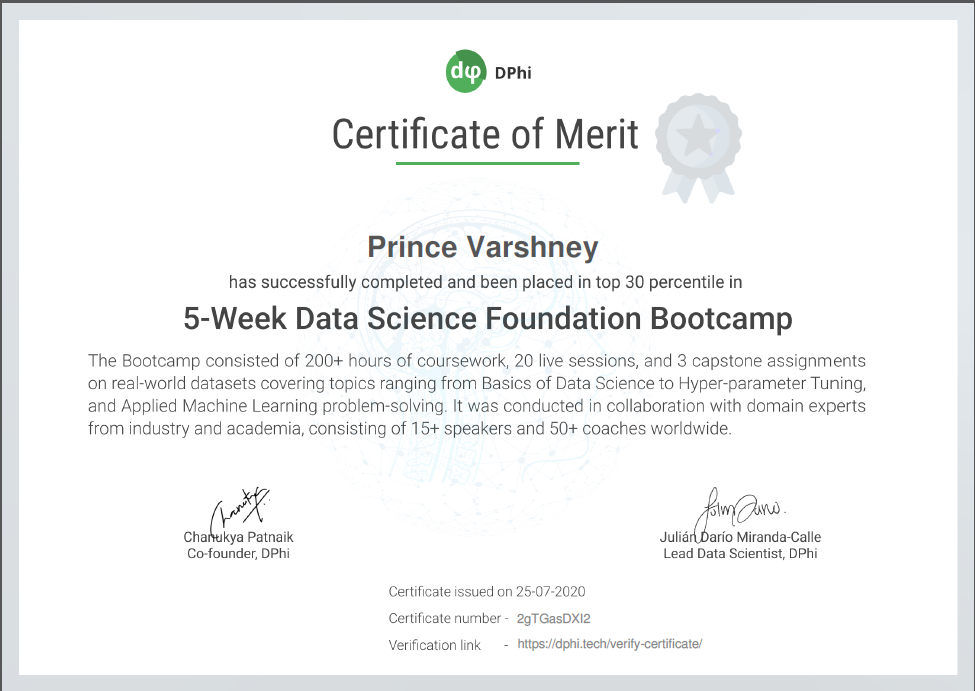 dφ DPhi
Certificate of Merit
Prince Varshney
has successfully completed and been placed in top 30 percentile in
5-Week Data Science Foundation Bootcamp
The Bootcamp consisted of 200+ hours of coursework, 20 live sessions, and 3 capstone assignments
on real-world datasets covering topics ranging from Basics of Data Science to Hyper-parameter Tuning,
and Applied Machine Learning problem-solving. It was conducted in collaboration with domain experts
from industry and academia, consisting of 15+ speakers and 50+ coaches worldwide.
Chanukya Patnaik
Co-founder, DPhi
Julián Darío Miranda-Calle
Lead Data Scientist, DPhi
Certificate issued on 25-07-2020
Certificate number - 2gTGasDXI2
Verification link - https://dphi.tech/verify-certificate/